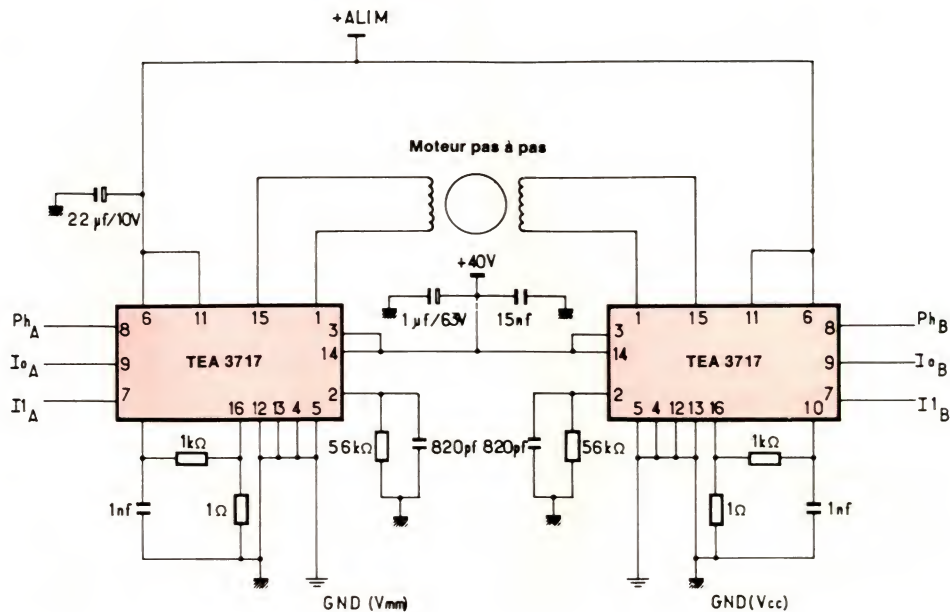 +ALIM
Moteur pas à pas
22 µf/10V
+40V
1 µf/63V
15nf
6
11
15
1
1
15
11
6
PhA
8
3
3
8
PhB
IoA
9
TEA 3717
14
14
TEA 3717
9
IoB
I1A
7
2
2
7
I1B
16
12
13
4
5
5
4
12
13
16
10
1kΩ
56kΩ
820pf
820pf
56kΩ
1kΩ
1nf
1Ω
1Ω
1nf
GND (Vmm)
GND (Vcc)